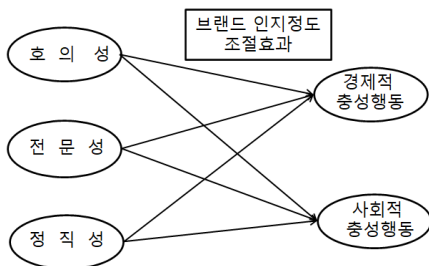 브랜드 인지정도
조절효과
호 의 성
경제적
충성행동
전 문 성
사회적
충성행동
정 직 성